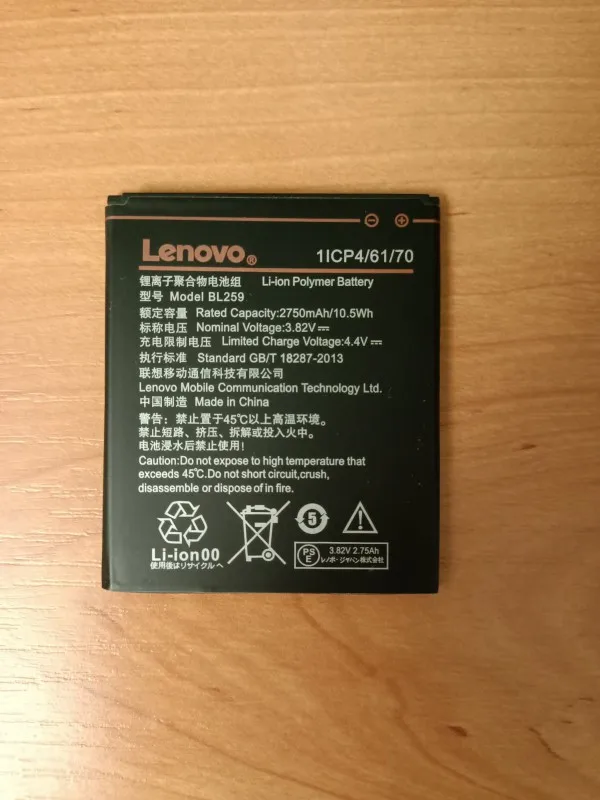 Lenovo®
1ICP4/61/70
锂离子聚合物电池组 Li-ion Polymer Battery
型号 Model BL259
额定容量 Rated Capacity:2750mAh/10.5Wh
标称电压 Nominal Voltage:3.82V⎓
充电限制电压 Limited Charge Voltage:4.4V⎓
执行标准 Standard GB/T 18287-2013
联想移动通信科技有限公司
Lenovo Mobile Communication Technology Ltd.
中国制造 Made in China
警告：禁止置于45℃以上高温环境。
禁止短路、挤压、拆解或投入火中。
电池浸水后禁止使用！
Caution:Do not expose to high temperature that
exceeds 45℃.Do not short circuit,crush,
disassemble or dispose of in fire.
5
Li-ion00
使用後はリサイクルへ
PS
E
3.82V 2.75Ah
レノボ・ジャパン株式会社